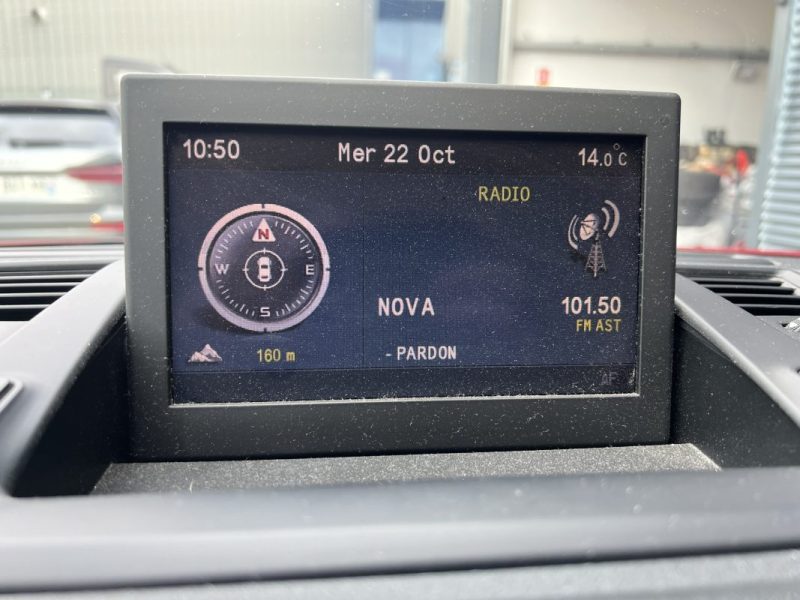 10:50
Mer 22 Oct
14.0°C
RADIO
N
W E
S
NOVA
101.50
FM AST
160 m
- PARDON
AF